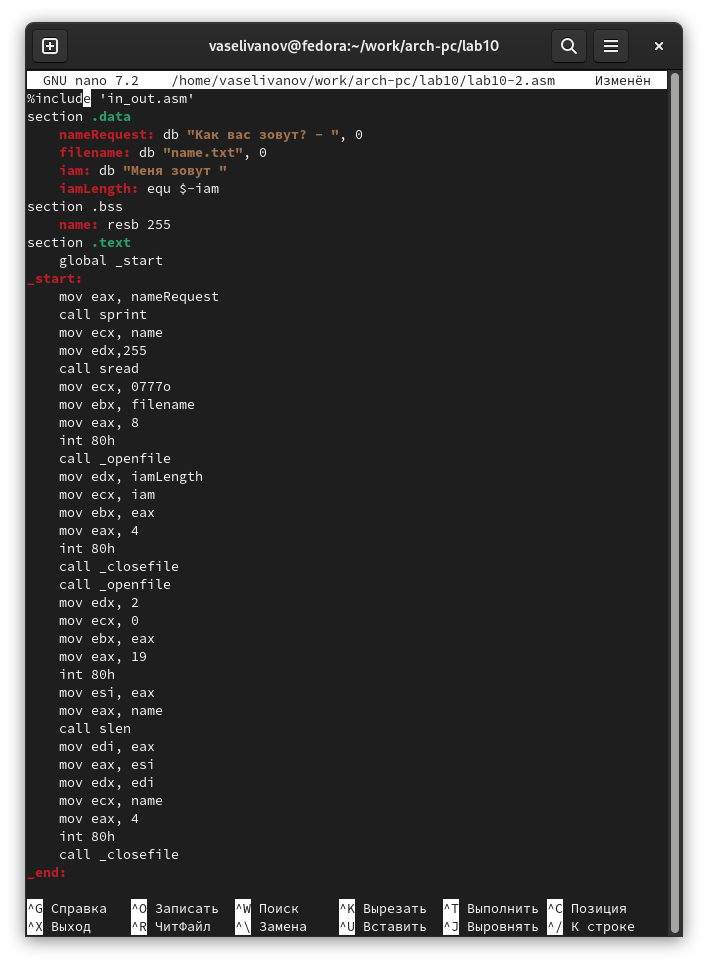 vaselivanov@fedora:~/work/arch-pc/lab10
GNU nano 7.2 /home/vaselivanov/work/arch-pc/lab10/lab10-2.asm Изменён
%include 'in_out.asm'
section .data
    nameRequest: db "Как вас зовут? - ", 0
    filename: db "name.txt", 0
    iam: db "Меня зовут "
    iamLength: equ $-iam
section .bss
    name: resb 255
section .text
    global _start
_start:
    mov eax, nameRequest
    call sprint
    mov ecx, name
    mov edx,255
    call sread
    mov ecx, 0777o
    mov ebx, filename
    mov eax, 8
    int 80h
    call _openfile
    mov edx, iamLength
    mov ecx, iam
    mov ebx, eax
    mov eax, 4
    int 80h
    call _closefile
    call _openfile
    mov edx, 2
    mov ecx, 0
    mov ebx, eax
    mov eax, 19
    int 80h
    mov esi, eax
    mov eax, name
    call slen
    mov edi, eax
    mov eax, esi
    mov edx, edi
    mov ecx, name
    mov eax, 4
    int 80h
    call _closefile
_end:
^G Справка ^O Записать ^W Поиск ^K Вырезать ^T Выполнить ^C Позиция
^X Выход ^R ЧитФайл ^\ Замена ^U Вставить ^J Выровнять ^/ К строке